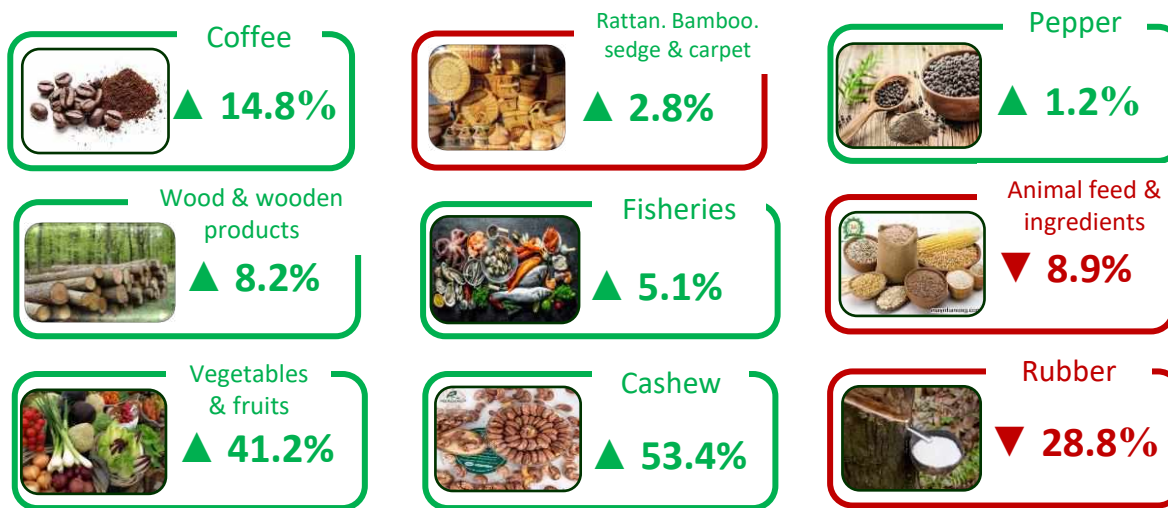 Coffee
▲ 14.8%
Rattan. Bamboo.
sedge & carpet
▲ 2.8%
Pepper
▲ 1.2%
Wood & wooden
products
▲ 8.2%
Fisheries
▲ 5.1%
Animal feed &
ingredients
▼ 8.9%
Vegetables
& fruits
▲ 41.2%
Cashew
▲ 53.4%
Rubber
▼ 28.8%